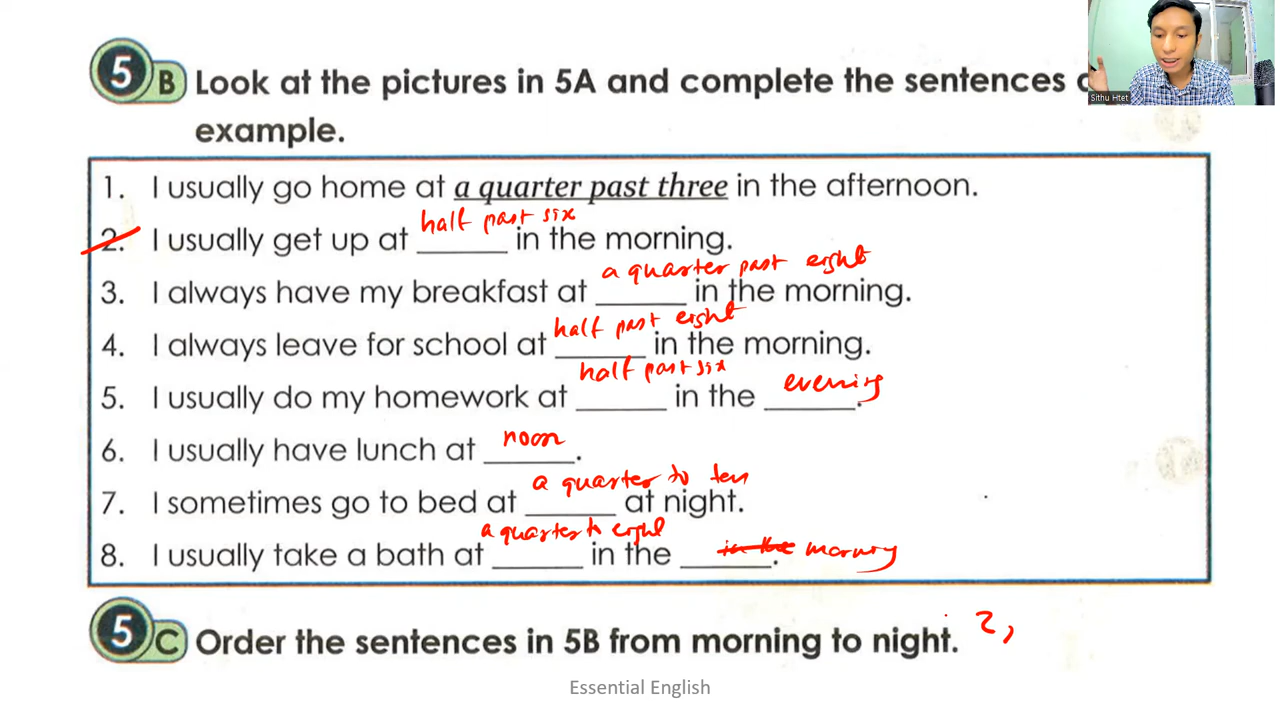 5 B Look at the pictures in 5A and complete the sentences
Sithu Htet
example.
1. I usually go home at a quarter past three in the afternoon.
half past six
2. I usually get up at ______ in the morning.
a quarter past eight
3. I always have my breakfast at ______ in the morning.
half past eight
4. I always leave for school at ______ in the morning.
half past six evening
5. I usually do my homework at ______ in the ______.
noon
6. I usually have lunch at ______.
a quarter to ten
7. I sometimes go to bed at ______ at night.
a quarter to eight
8. I usually take a bath at ______ in the ______. in the morning
5 C Order the sentences in 5B from morning to night. 2,
Essential English